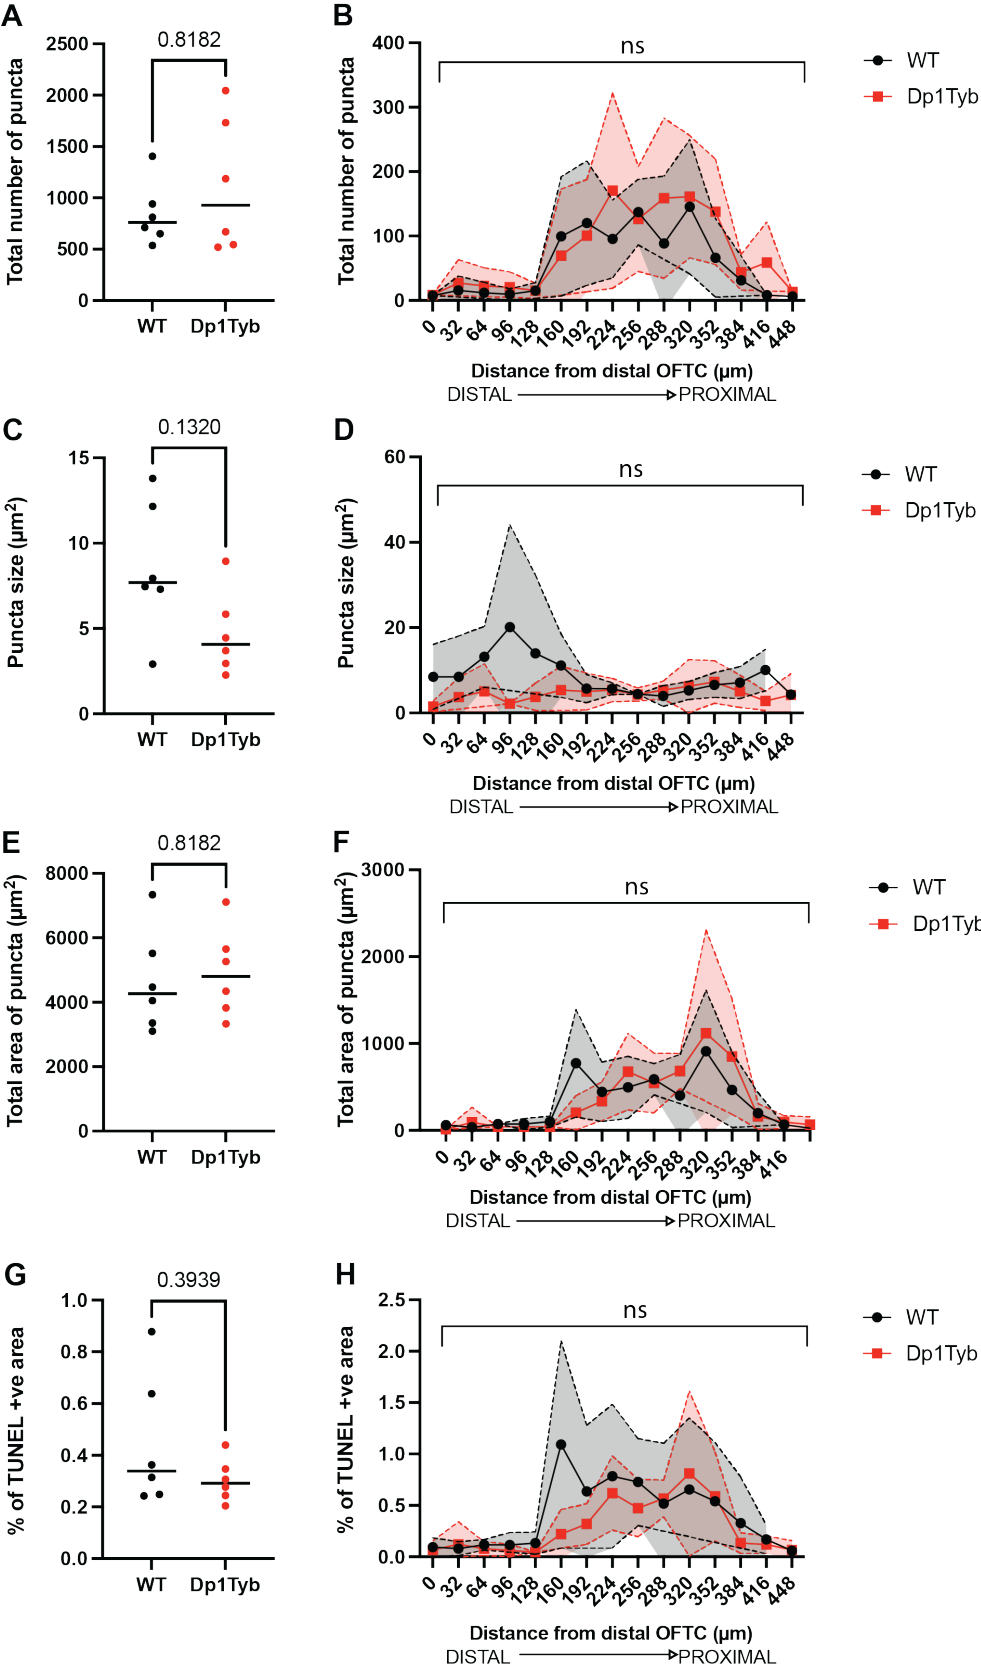 A
0.8182
Total number of puncta
2500
2000
1500
1000
500
0
WT Dp1Tyb
B
ns
Total number of puncta
400
300
200
100
0
0 32 64 96 128 160 192 224 256 288 320 352 384 416 448
Distance from distal OFTC (µm)
DISTAL PROXIMAL
WT
Dp1Tyb
C
0.1320
Puncta size (µm²)
15
10
5
0
WT Dp1Tyb
D
ns
Puncta size (µm²)
60
40
20
0
0 32 64 96 128 160 192 224 256 288 320 352 384 416 448
Distance from distal OFTC (µm)
DISTAL PROXIMAL
WT
Dp1Tyb
E
0.8182
Total area of puncta (µm²)
8000
6000
4000
2000
0
WT Dp1Tyb
F
ns
Total area of puncta (µm²)
3000
2000
1000
0
0 32 64 96 128 160 192 224 256 288 320 352 384 416
Distance from distal OFTC (µm)
DISTAL PROXIMAL
WT
Dp1Tyb
G
0.3939
% of TUNEL +ve area
1.0
0.8
0.6
0.4
0.2
0.0
WT Dp1Tyb
H
ns
% of TUNEL +ve area
2.5
2.0
1.5
1.0
0.5
0.0
0 32 64 96 128 160 192 224 256 288 320 352 384 416 448
Distance from distal OFTC (µm)
DISTAL PROXIMAL
WT
Dp1Tyb